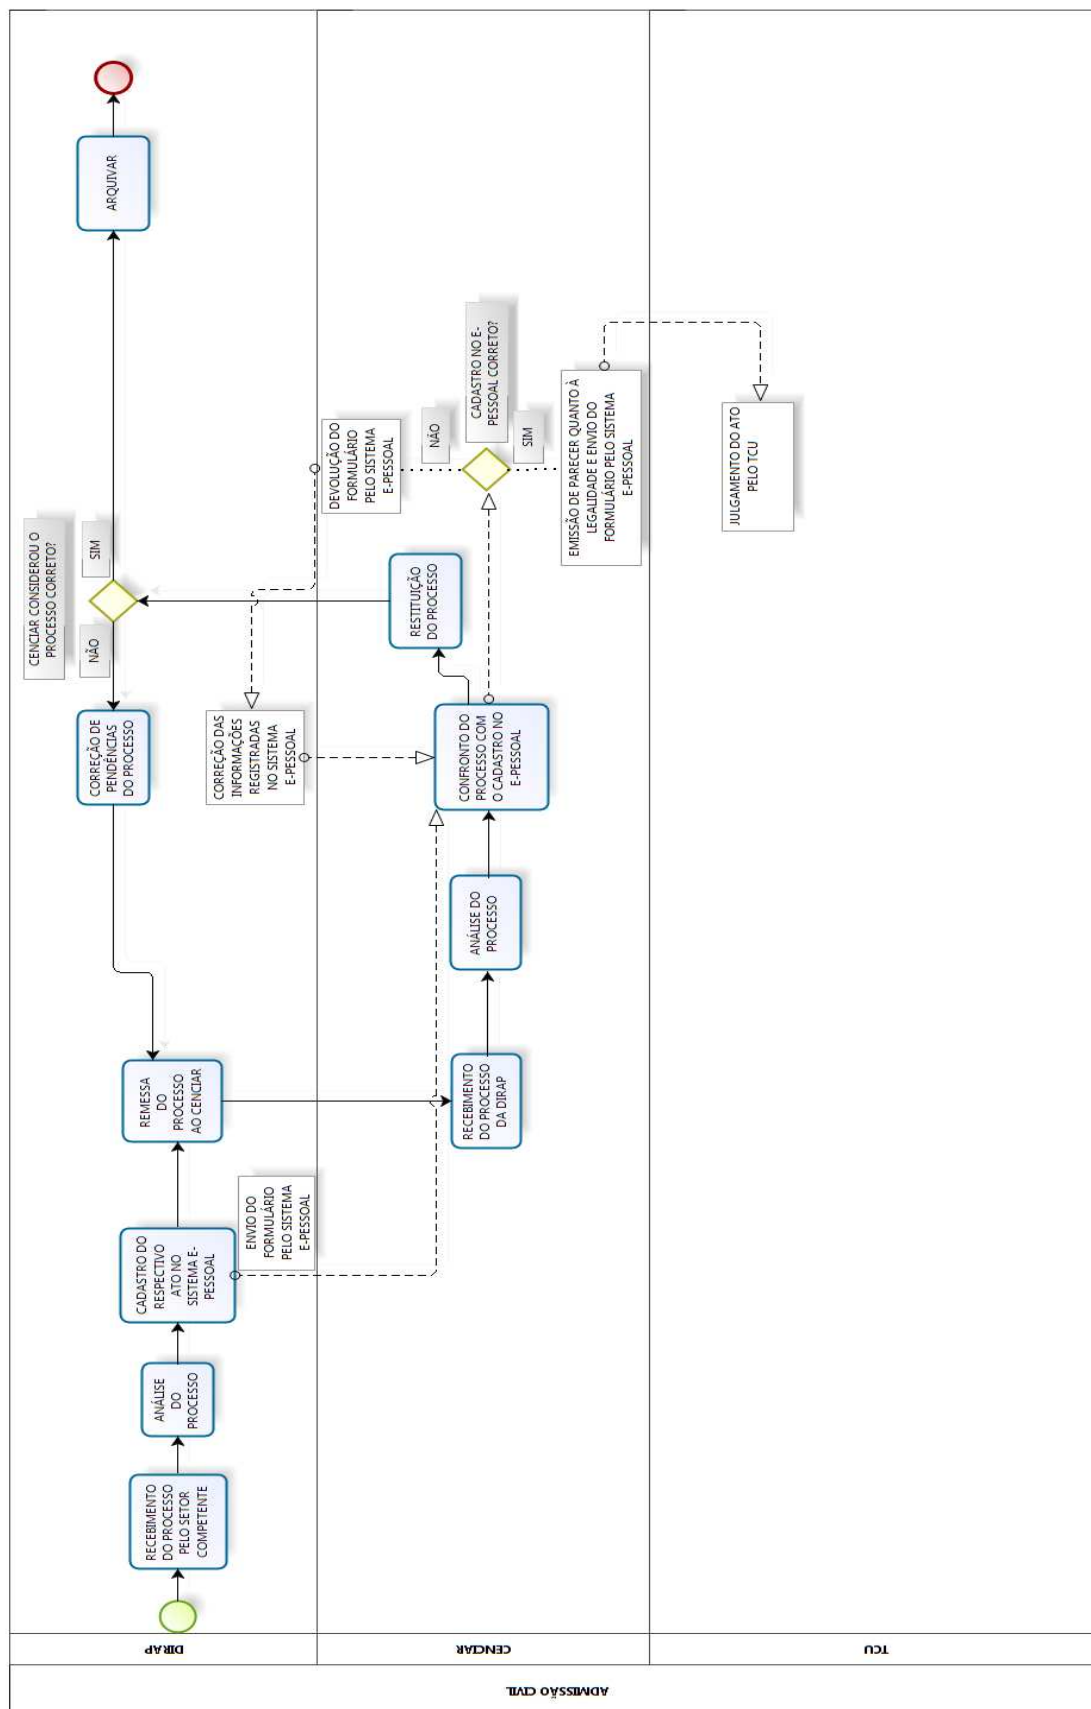 ADMISSÃO CIVIL
DIRAP
RECEBIMENTO
DO PROCESSO
PELO SETOR
COMPETENTE
ANÁLISE
DO
PROCESSO
CADASTRO DO
RESPECTIVO
ATO NO
SISTEMA E-
PESSOAL
ENVIO DO
FORMULÁRIO
PELO SISTEMA
E-PESSOAL
REMESSA
DO
PROCESSO
AO CENCIAR
CORREÇÃO DE
PENDÊNCIAS
DO PROCESSO
CORREÇÃO DAS
INFORMAÇÕES
REGISTRADAS
NO SISTEMA
E-PESSOAL
CENCIAR CONSIDEROU O
PROCESSO CORRETO?
NÃO
SIM
ARQUIVAR
CENCIAR
RECEBIMENTO
DO PROCESSO
DA DIRAP
ANÁLISE DO
PROCESSO
CONFRONTO DO
PROCESSO COM
O CADASTRO NO
E-PESSOAL
RESTITUIÇÃO
DO PROCESSO
DEVOLUÇÃO DO
FORMULÁRIO
PELO SISTEMA
E-PESSOAL
NÃO
CADASTRO NO E-
PESSOAL CORRETO?
SIM
EMISSÃO DE PARECER QUANTO À
LEGALIDADE E ENVIO DO
FORMULÁRIO PELO SISTEMA
E-PESSOAL
TCU
JULGAMENTO DO ATO
PELO TCU